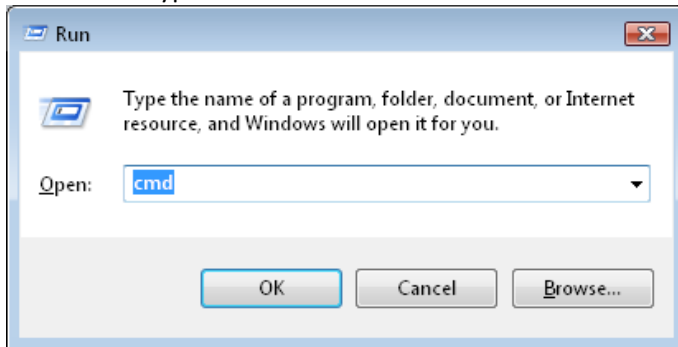 Run
Type the name of a program, folder, document, or Internet
resource, and Windows will open it for you.
Open:
cmd
OK
Cancel
Browse...